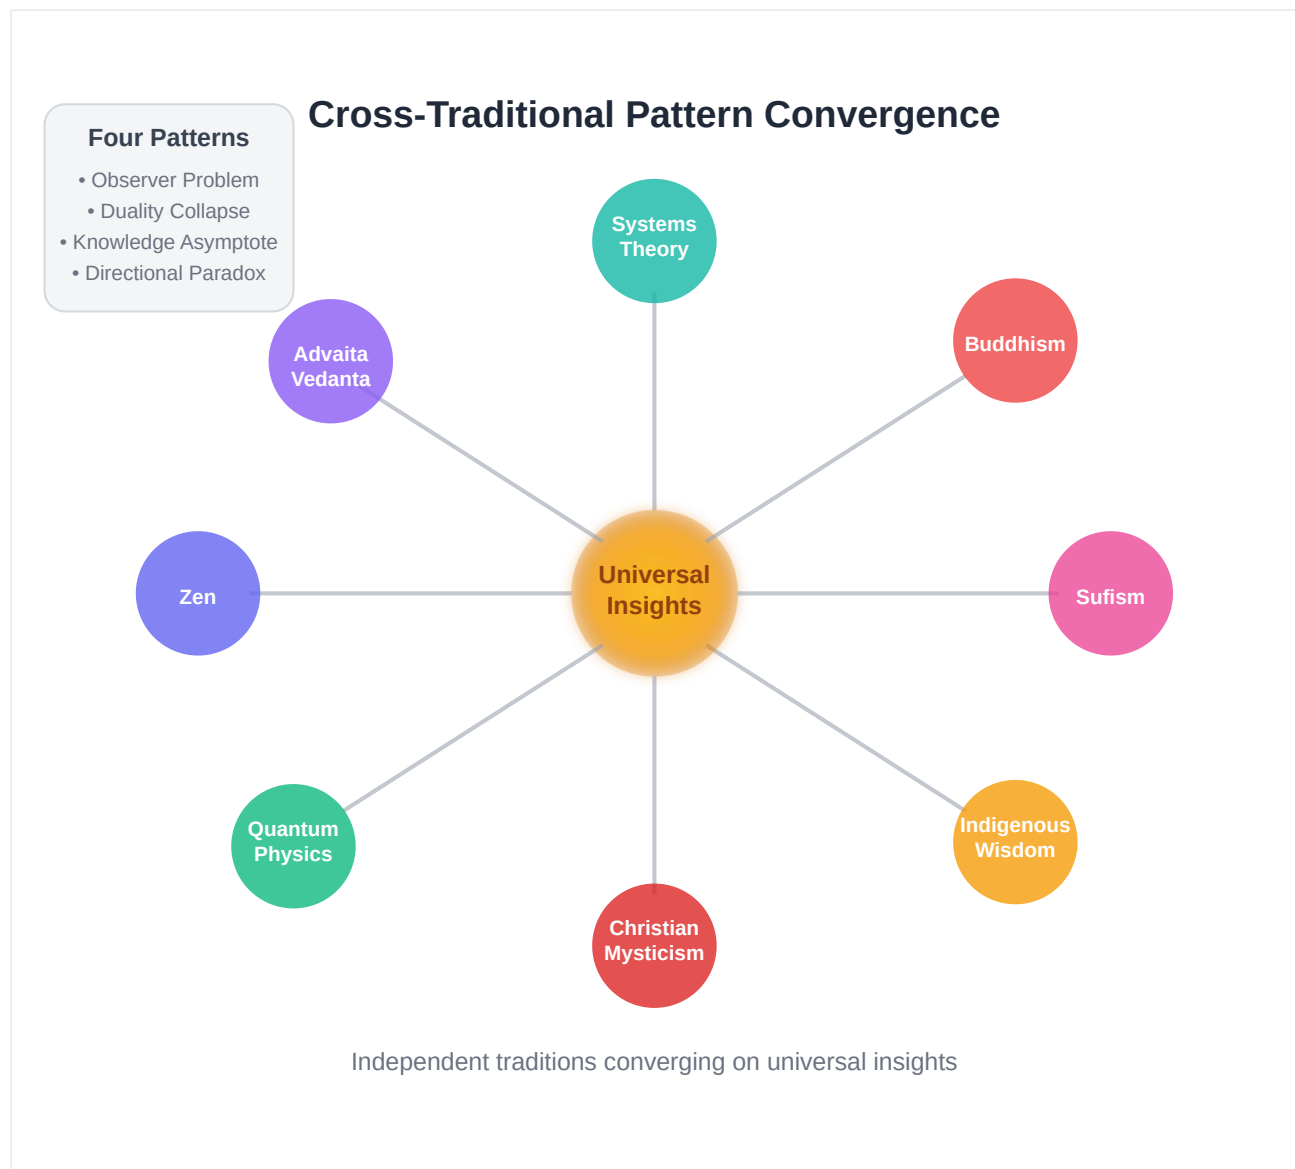 Cross-Traditional Pattern Convergence
Four Patterns
• Observer Problem
• Duality Collapse
• Knowledge Asymptote
• Directional Paradox
Systems
Theory
Buddhism
Advaita
Vedanta
Universal
Insights
Zen
Sufism
Quantum
Physics
Indigenous
Wisdom
Christian
Mysticism
Independent traditions converging on universal insights